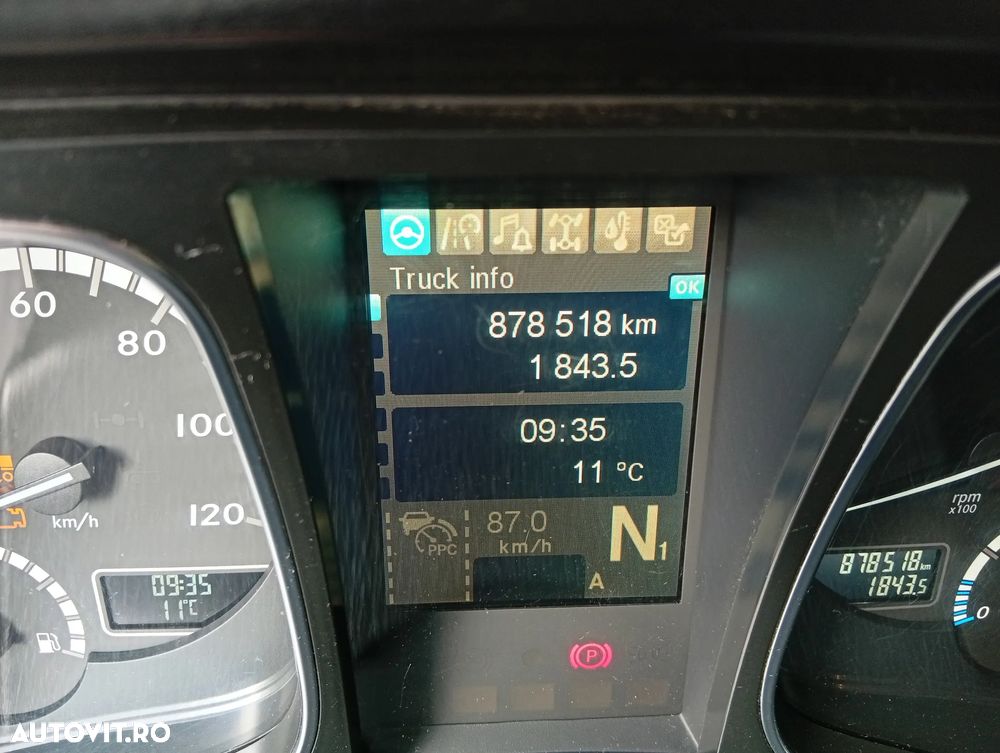 Truck info
OK
878 518 km
1 843.5
09:35
11 °C
PPC
87.0
km/h
N1
A
P
60
80
100
120
km/h
09:35
11°C
rpm
x100
878518 km
1843.5
0
AUTOVIT.RO